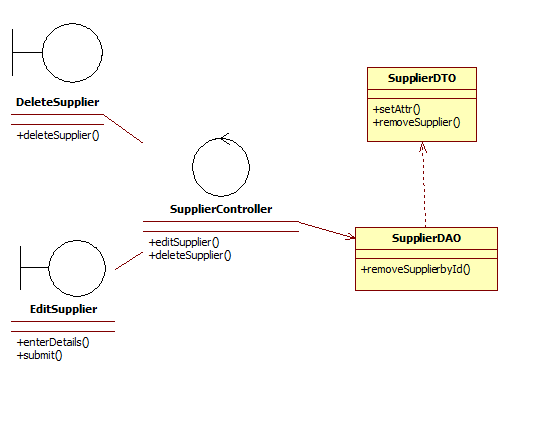 DeleteSupplier
+deleteSupplier()
SupplierController
+editSupplier()
+deleteSupplier()
EditSupplier
+enterDetails()
+submit()
SupplierDTO
+setAttr()
+removeSupplier()
SupplierDAO
+removeSupplierbyId()